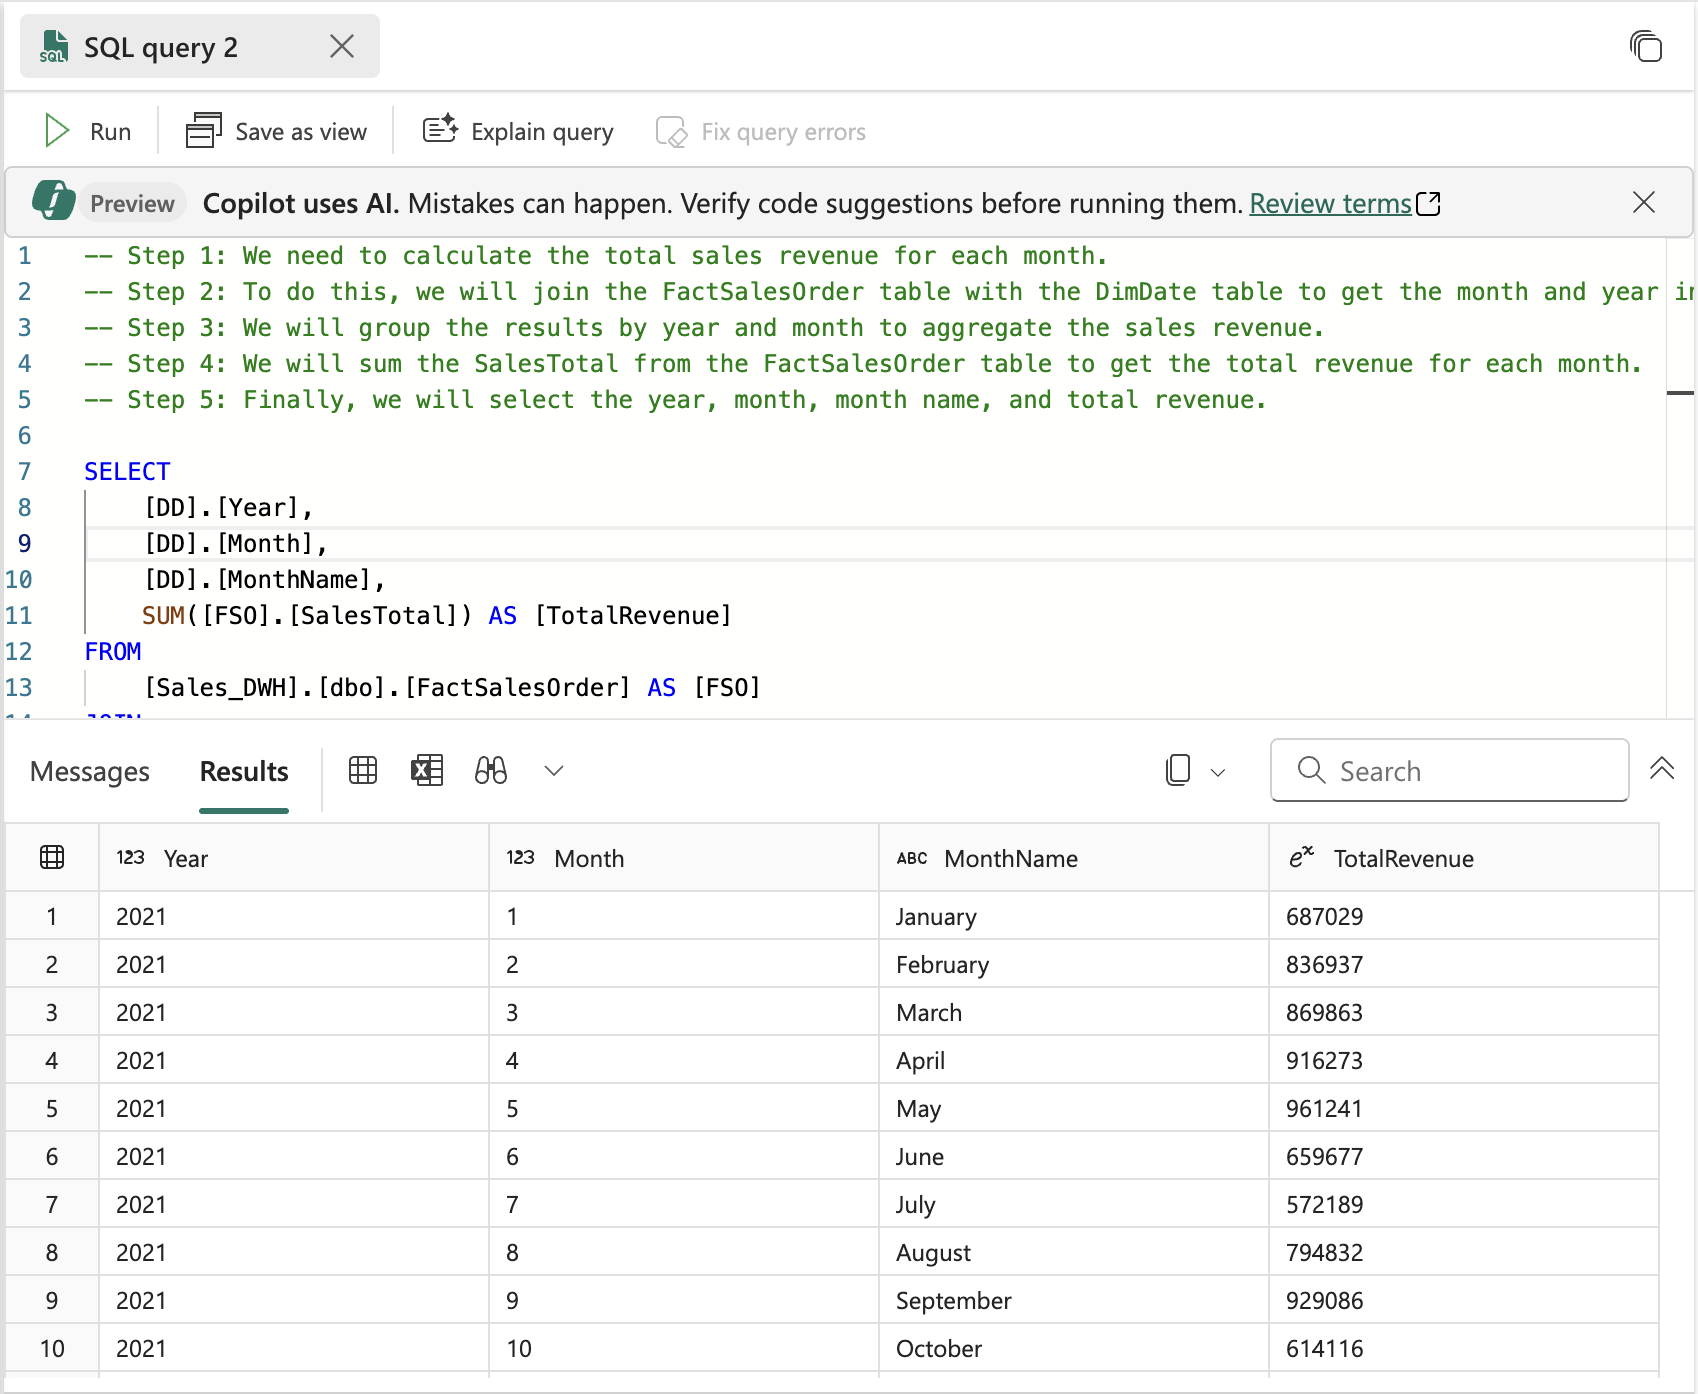 SQL query 2
Run
Save as view
Explain query
Fix query errors
Preview Copilot uses AI. Mistakes can happen. Verify code suggestions before running them. Review terms
1 -- Step 1: We need to calculate the total sales revenue for each month.
2 -- Step 2: To do this, we will join the FactSalesOrder table with the DimDate table to get the month and year in
3 -- Step 3: We will group the results by year and month to aggregate the sales revenue.
4 -- Step 4: We will sum the SalesTotal from the FactSalesOrder table to get the total revenue for each month.
5 -- Step 5: Finally, we will select the year, month, month name, and total revenue.
6
7 SELECT
8 [DD].[Year],
9 [DD].[Month],
10 [DD].[MonthName],
11 SUM([FSO].[SalesTotal]) AS [TotalRevenue]
12 FROM
13 [Sales_DWH].[dbo].[FactSalesOrder] AS [FSO]
14 JOIN
Messages Results Search
123 Year 123 Month ABC MonthName eˣ TotalRevenue
1 2021 1 January 687029
2 2021 2 February 836937
3 2021 3 March 869863
4 2021 4 April 916273
5 2021 5 May 961241
6 2021 6 June 659677
7 2021 7 July 572189
8 2021 8 August 794832
9 2021 9 September 929086
10 2021 10 October 614116